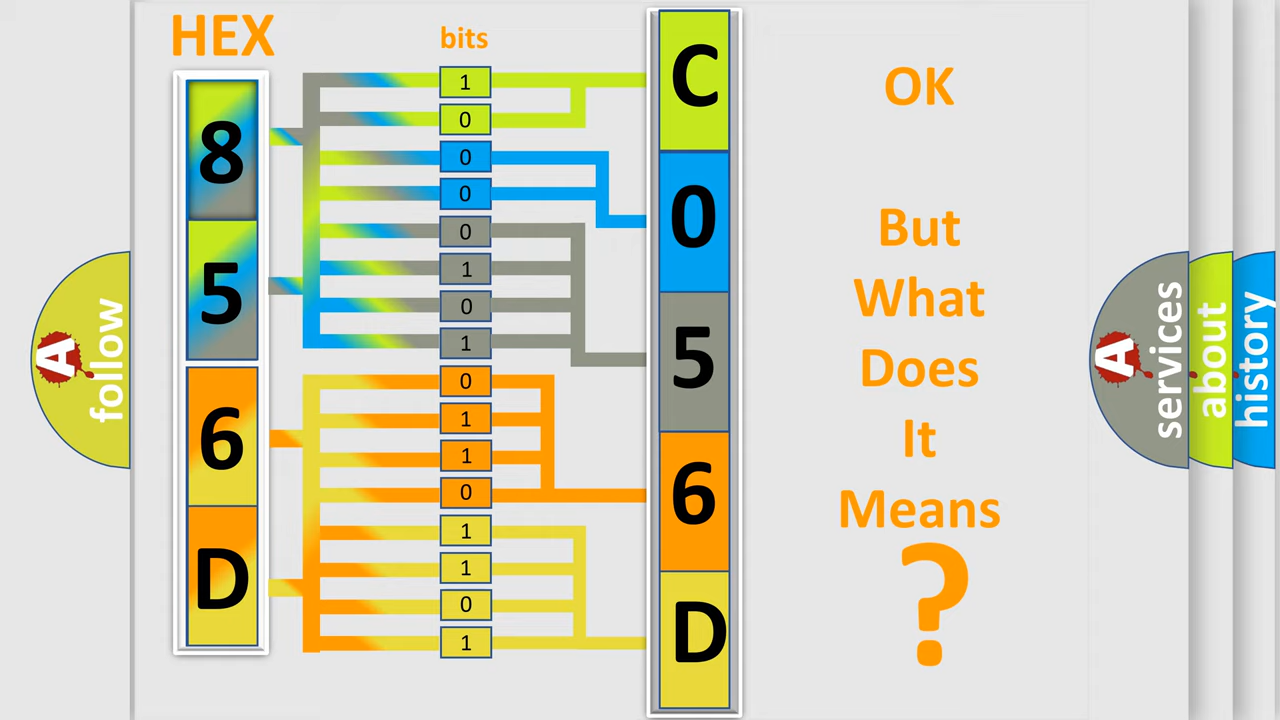 HEX
bits
8
5
6
D
1
0
0
0
0
1
0
1
0
1
1
0
1
1
0
1
C
0
5
6
D
OK
But
What
Does
It
Means
?
A
follow
A
services
about
history